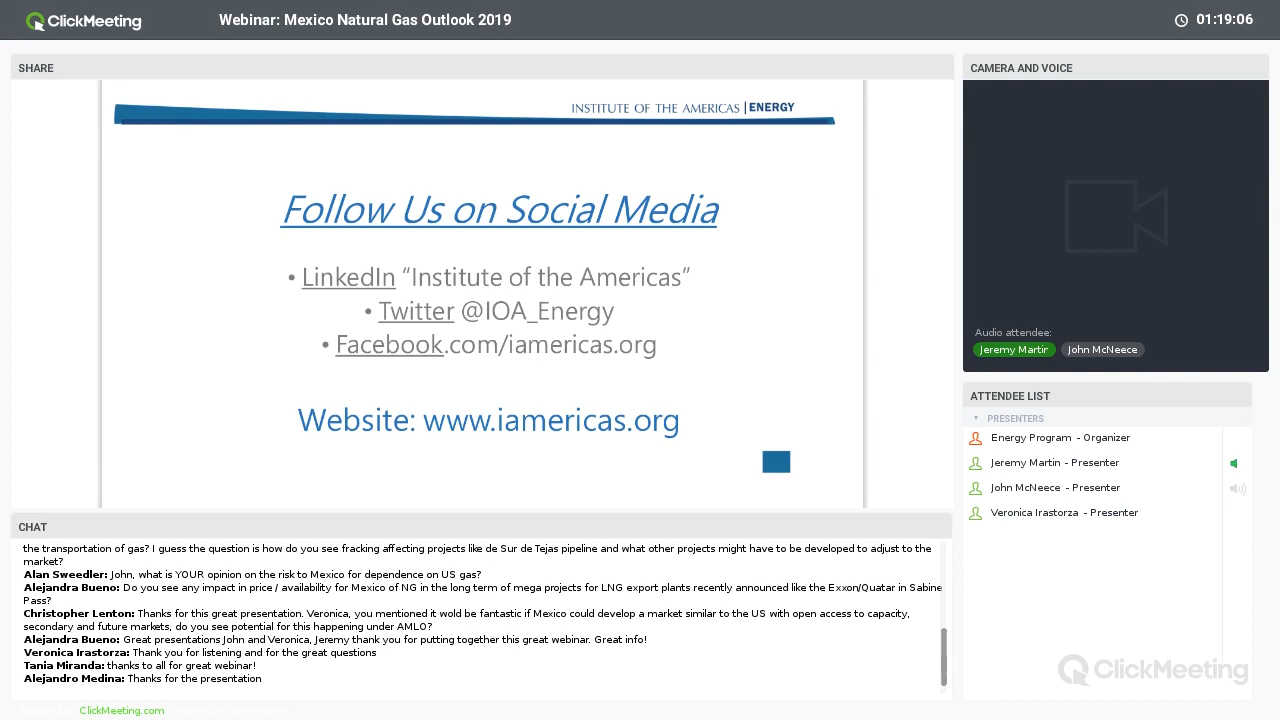 ClickMeeting
Webinar: Mexico Natural Gas Outlook 2019
01:19:06
SHARE
INSTITUTE OF THE AMERICAS | ENERGY
Follow Us on Social Media
• LinkedIn “Institute of the Americas”
• Twitter @IOA_Energy
• Facebook.com/iamericas.org
Website: www.iamericas.org
CAMERA AND VOICE
Audio attendee:
Jeremy Martin
John McNeece
ATTENDEE LIST
PRESENTERS
Energy Program - Organizer
Jeremy Martin - Presenter
John McNeece - Presenter
Veronica Irastorza - Presenter
CHAT
the transportation of gas? I guess the question is how do you see fracking affecting projects like de Sur de Tejas pipeline and what other projects might have to be developed to adjust to the
market?
Alan Sweedler: John, what is YOUR opinion on the risk to Mexico for dependence on US gas?
Alejandra Bueno: Do you see any impact in price / availability for Mexico of NG in the long term of mega projects for LNG export plants recently announced like the Exxon/Quatar in Sabine
Pass?
Christopher Lenton: Thanks for this great presentation. Veronica, you mentioned it wold be fantastic if Mexico could develop a market similar to the US with open access to capacity,
secondary and future markets, do you see potential for this happening under AMLO?
Alejandra Bueno: Great presentations John and Veronica, Jeremy thank you for putting together this great webinar. Great info!
Veronica Irastorza: Thank you for listening and for the great questions
Tania Miranda: thanks to all for great webinar!
Alejandro Medina: Thanks for the presentation
ClickMeeting
ClickMeeting.com